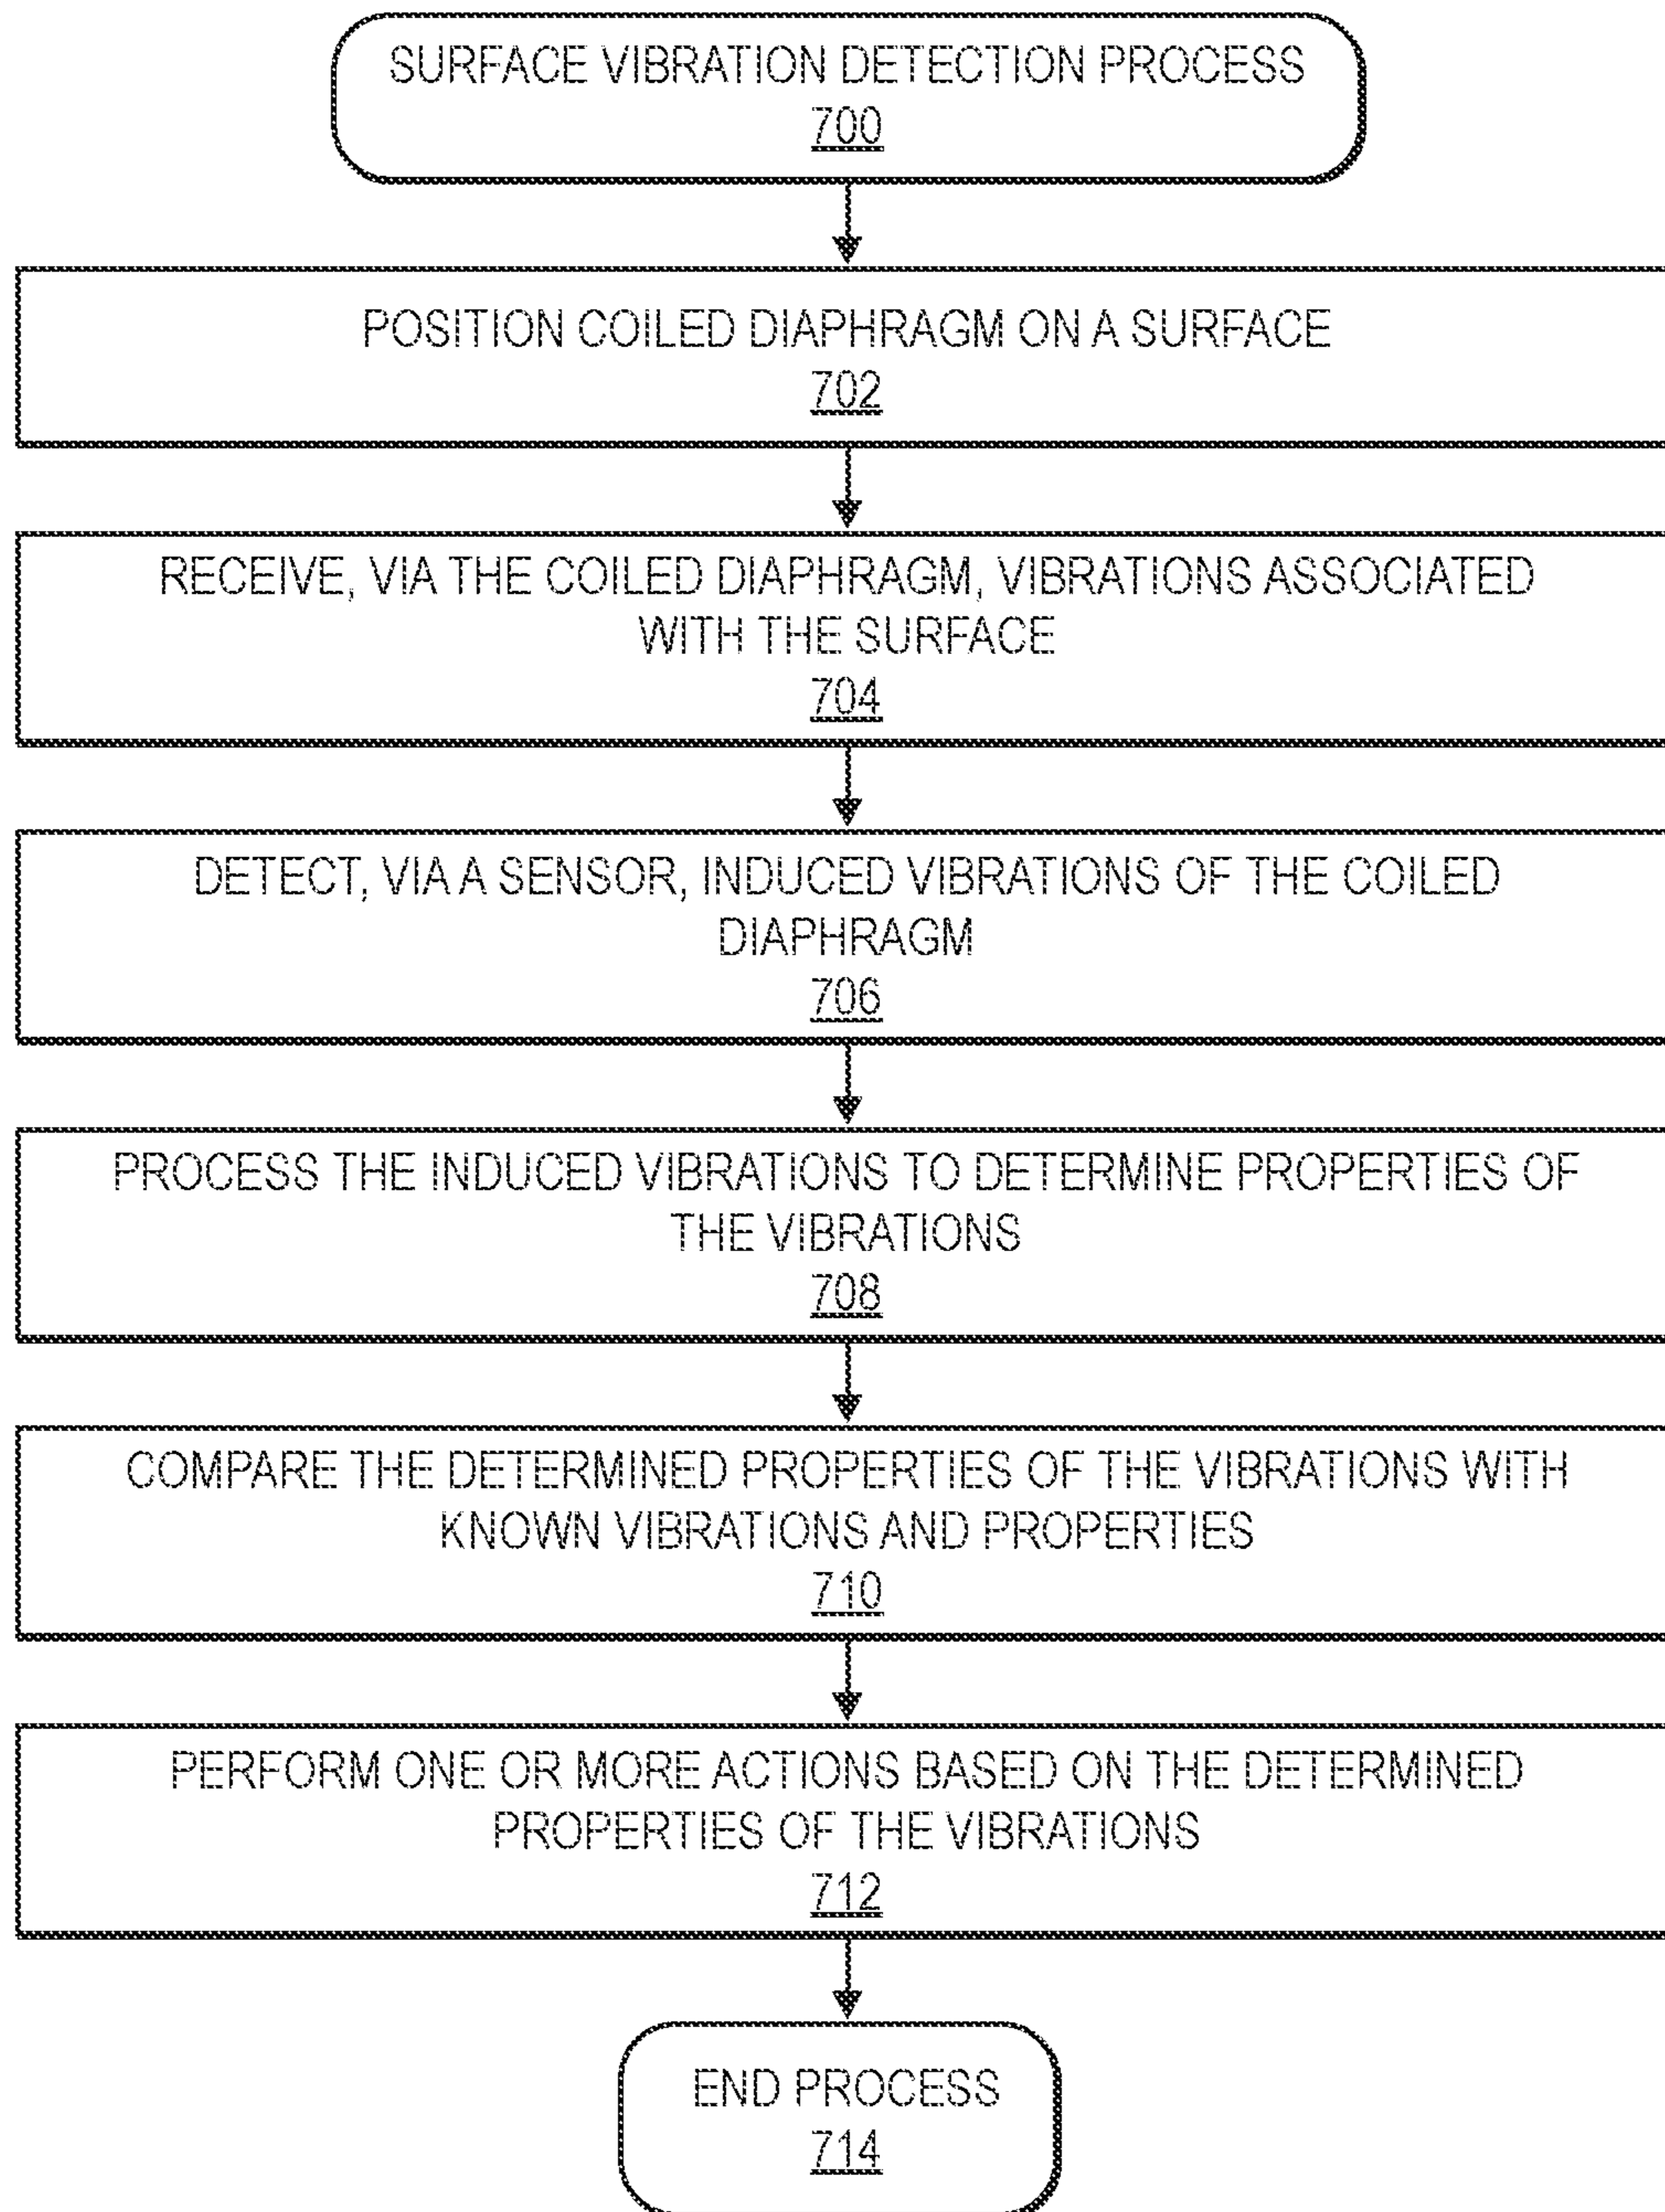 SURFACE VIBRATION DETECTION PROCESS
700
POSITION COILED DIAPHRAGM ON A SURFACE
702
RECEIVE, VIA THE COILED DIAPHRAGM, VIBRATIONS ASSOCIATED
WITH THE SURFACE
704
DETECT, VIA A SENSOR, INDUCED VIBRATIONS OF THE COILED
DIAPHRAGM
706
PROCESS THE INDUCED VIBRATIONS TO DETERMINE PROPERTIES OF
THE VIBRATIONS
708
COMPARE THE DETERMINED PROPERTIES OF THE VIBRATIONS WITH
KNOWN VIBRATIONS AND PROPERTIES
710
PERFORM ONE OR MORE ACTIONS BASED ON THE DETERMINED
PROPERTIES OF THE VIBRATIONS
712
END PROCESS
714